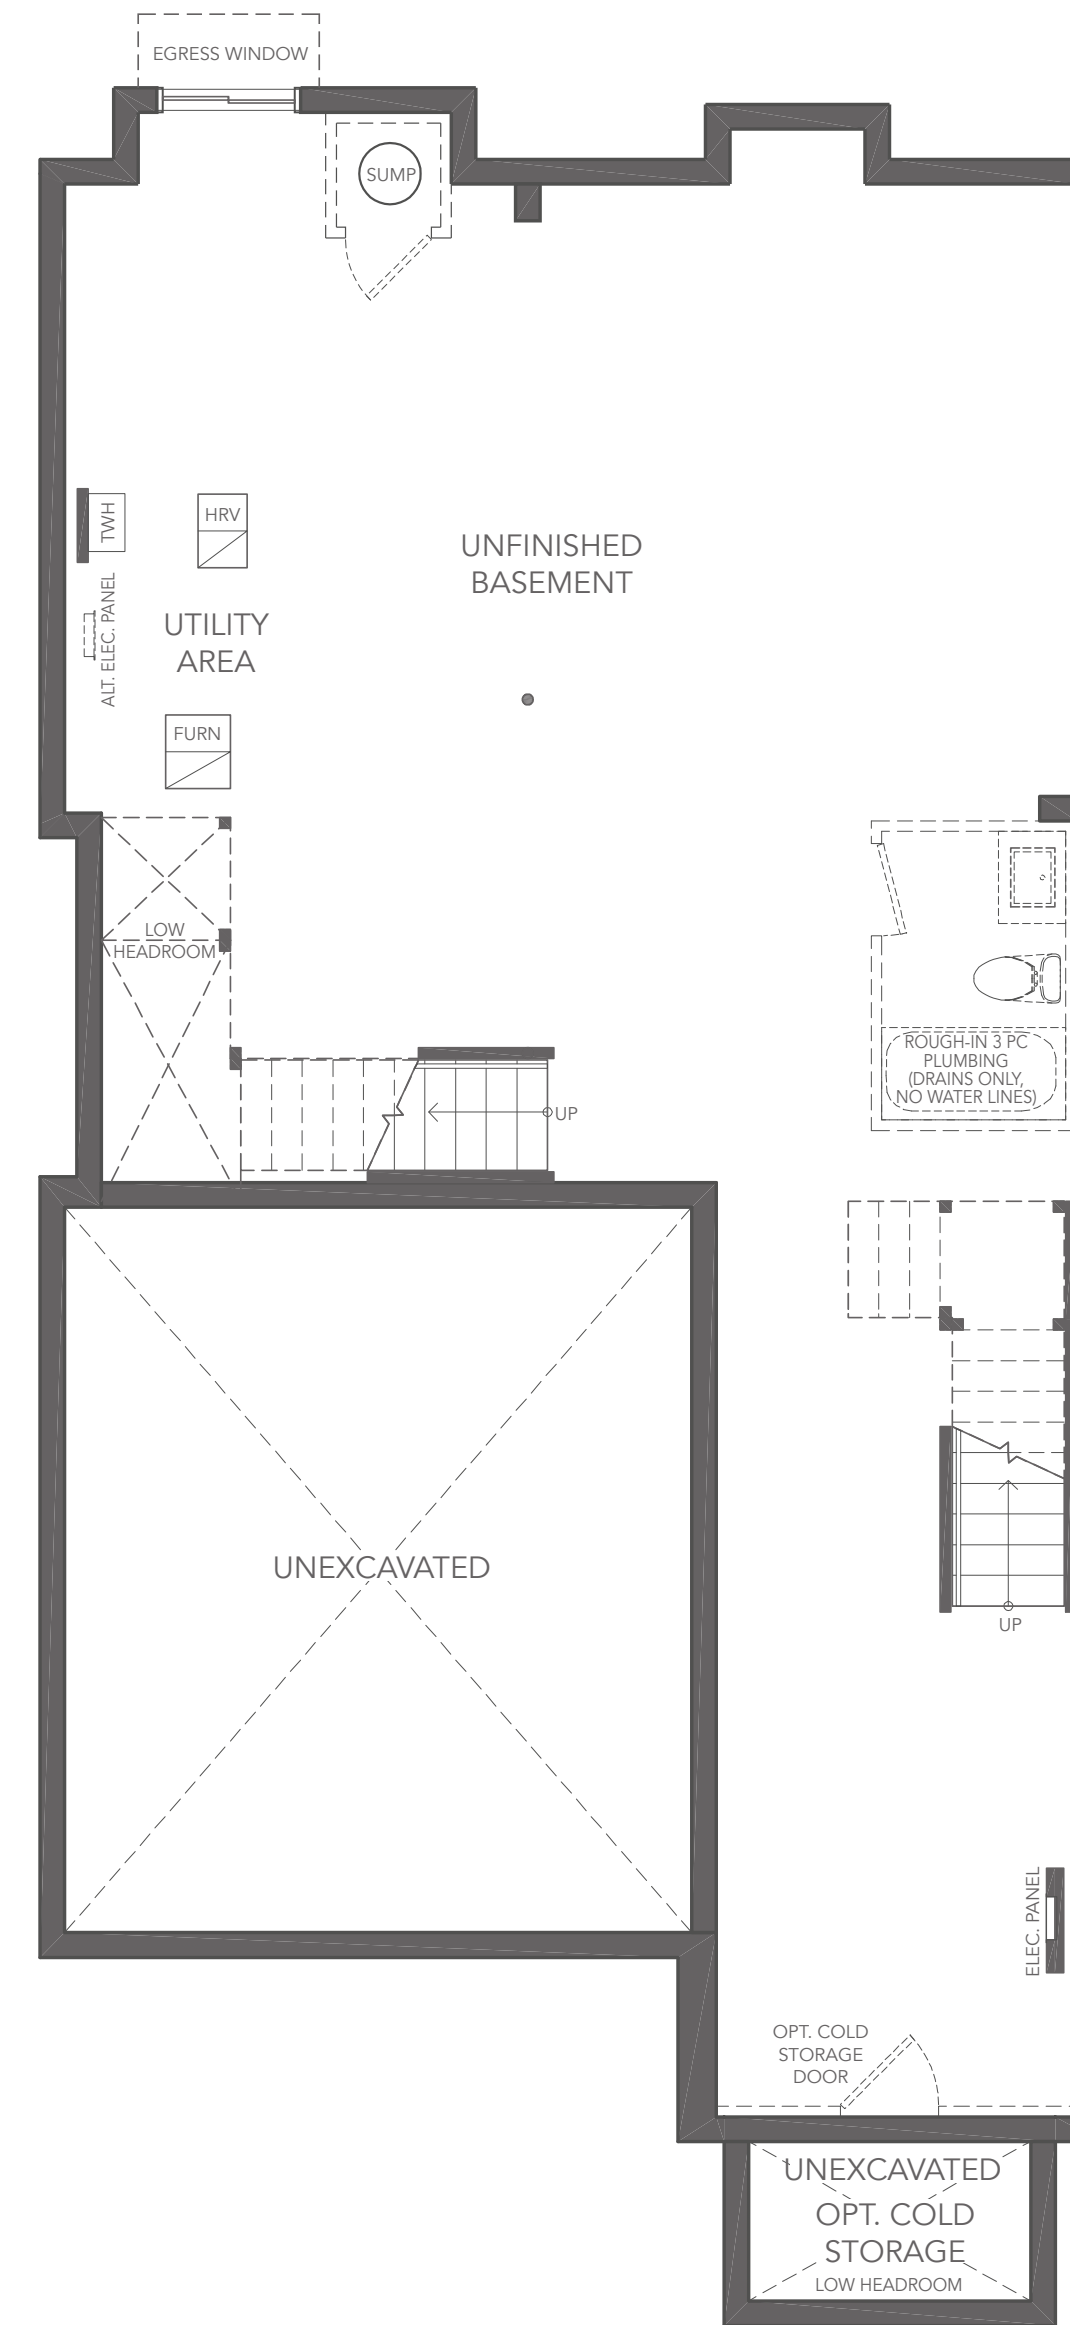 EGRESS WINDOW
SUMP
TWH
HRV
UNFINISHED
BASEMENT
ALT. ELEC. PANEL
UTILITY
AREA
FURN
LOW
HEADROOM
ROUGH-IN 3 PC
PLUMBING
(DRAINS ONLY,
NO WATER LINES)
UP
UNEXCAVATED
UP
ELEC. PANEL
OPT. COLD
STORAGE
DOOR
UNEXCAVATED
OPT. COLD
STORAGE
LOW HEADROOM